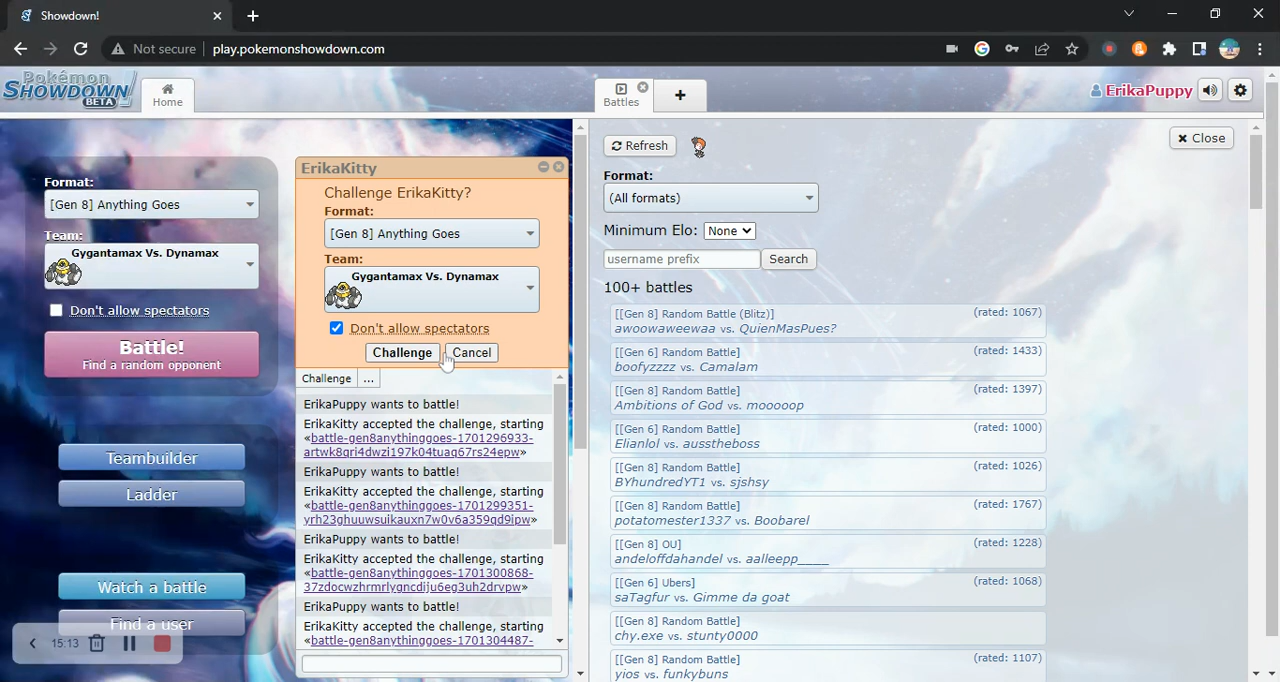 Showdown!
Not secure
play.pokemonshowdown.com
Pokémon
SHOWDOWN
BETA
Home
Battles
ErikaPuppy
Format:
[Gen 8] Anything Goes
Team:
Gygantamax Vs. Dynamax
Don't allow spectators
Battle!
Find a random opponent
Teambuilder
Ladder
Watch a battle
Find a user
15:13
ErikaKitty
Challenge ErikaKitty?
Format:
[Gen 8] Anything Goes
Team:
Gygantamax Vs. Dynamax
Don't allow spectators
Challenge
Cancel
Challenge
...
ErikaPuppy wants to battle!
ErikaKitty accepted the challenge, starting
«battle-gen8anythinggoes-1701296933-
artwk8qri4dwzi197k04tuaq67rs24epw»
ErikaPuppy wants to battle!
ErikaKitty accepted the challenge, starting
«battle-gen8anythinggoes-1701299351-
yrh23ghuuwsuikauxn7w0v6a359qd9ipw»
ErikaPuppy wants to battle!
ErikaKitty accepted the challenge, starting
«battle-gen8anythinggoes-1701300868-
37zdocwzhrmrlygncdiju6eg3uh2drvpw»
ErikaPuppy wants to battle!
ErikaKitty accepted the challenge, starting
«battle-gen8anythinggoes-1701304487-
Close
Refresh
Format:
(All formats)
Minimum Elo: None
username prefix
Search
100+ battles
[[Gen 8] Random Battle (Blitz)] (rated: 1067)
awoowaweewaa vs. QuienMasPues?
[[Gen 6] Random Battle] (rated: 1433)
boofyzzzz vs. Camalam
[[Gen 8] Random Battle] (rated: 1397)
Ambitions of God vs. mooooop
[[Gen 6] Random Battle] (rated: 1000)
Elianlol vs. ausstheboss
[[Gen 8] Random Battle] (rated: 1026)
BYhundredYT1 vs. sjshsy
[[Gen 8] Random Battle] (rated: 1767)
potatomester1337 vs. Boobarel
[[Gen 8] OU] (rated: 1228)
andeloffdahandel vs. aalleepp____
[[Gen 6] Ubers] (rated: 1068)
saTagfur vs. Gimme da goat
[[Gen 8] Random Battle]
chy.exe vs. stunty0000
[[Gen 8] Random Battle] (rated: 1107)
yios vs. funkybuns